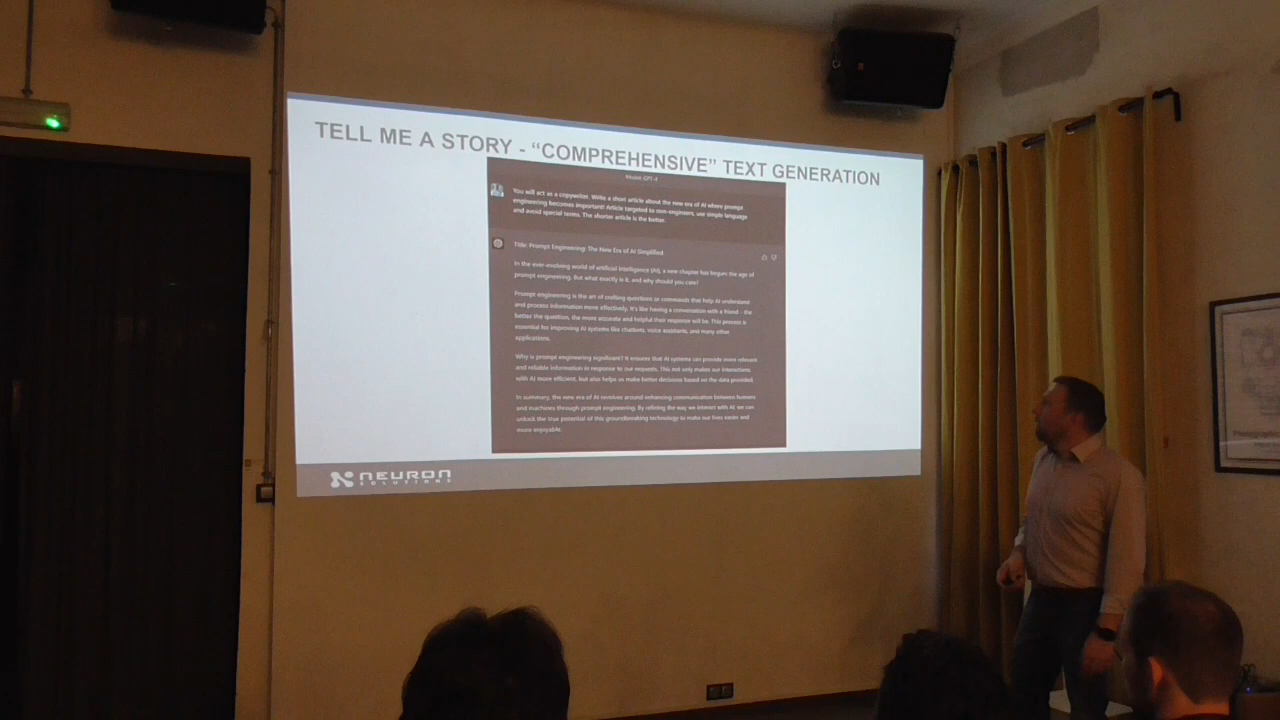 TELL ME A STORY - “COMPREHENSIVE” TEXT GENERATION
Model: GPT-4
You will act as a copywriter. Write a short article about the new era of AI where prompt
engineering becomes important! Article targeted to non-engineers, use simple language
and avoid special terms. The shorter article is the better.
Title: Prompt Engineering: The New Era of AI Simplified
In the ever-evolving world of artificial intelligence (AI), a new chapter has begun: the age of
prompt engineering. But what exactly is it, and why should you care?
Prompt engineering is the art of crafting questions or commands that help AI understand
and process information more effectively. It's like having a conversation with a friend - the
better the question, the more accurate and helpful their response will be. This process is
essential for improving AI systems like chatbots, voice assistants, and many other
applications.
Why is prompt engineering significant? It ensures that AI systems can provide more relevant
and reliable information in response to our requests. This not only makes our interactions
with AI more efficient, but also helps us make better decisions based on the data provided.
In summary, the new era of AI revolves around enhancing communication between humans
and machines through prompt engineering. By refining the way we interact with AI, we can
unlock the true potential of this groundbreaking technology to make our lives easier and
more enjoyable.
NEURON
SOLUTIONS